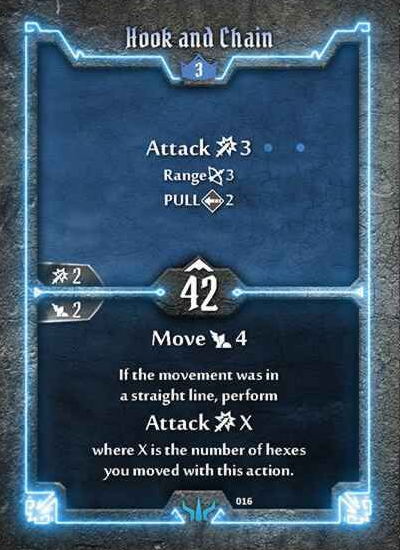 Hook and Chain
3
Attack 3
Range 3
PULL 2
2
42
2
Move 4
If the movement was in
a straight line, perform
Attack X
where X is the number of hexes
you moved with this action.
016